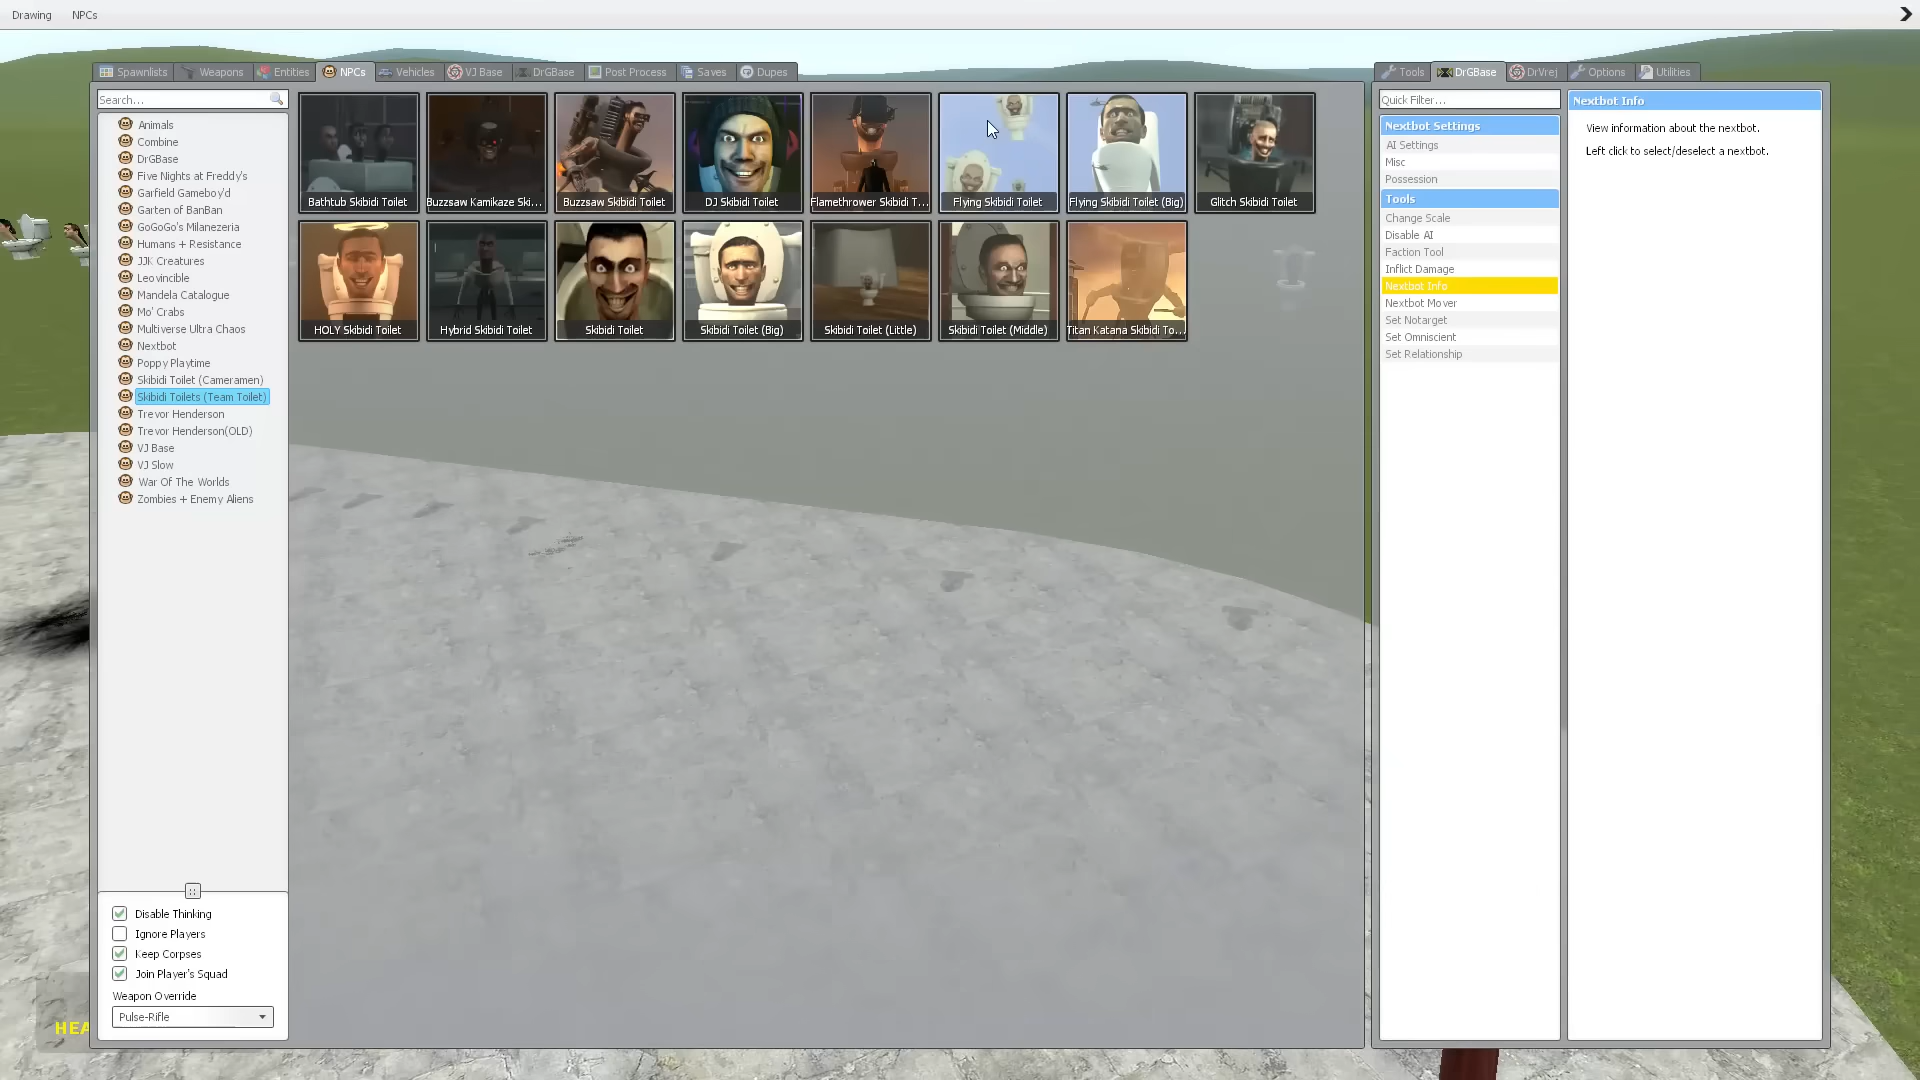 Drawing NPCs
Spawnlists Weapons Entities NPCs Vehicles VJ Base DrGBase Post Process Saves Dupes
Tools DrGBase DrVrej Options Utilities
Search...
Animals
Combine
DrGBase
Five Nights at Freddy's
Garfield Gameboy'd
Garten of BanBan
GoGoGo's Milanezeria
Humans + Resistance
JJK Creatures
Leovincible
Mandela Catalogue
Mo' Crabs
Multiverse Ultra Chaos
Nextbot
Poppy Playtime
Skibidi Toilet (Cameramen)
Skibidi Toilets (Team Toilet)
Trevor Henderson
Trevor Henderson(OLD)
VJ Base
VJ Slow
War Of The Worlds
Zombies + Enemy Aliens
Disable Thinking
Ignore Players
Keep Corpses
Join Player's Squad
Weapon Override
Pulse-Rifle
HEA
Bathtub Skibidi Toilet
Buzzsaw Kamikaze Ski...
Buzzsaw Skibidi Toilet
DJ Skibidi Toilet
Flamethrower Skibidi T...
Flying Skibidi Toilet
Flying Skibidi Toilet (Big)
Glitch Skibidi Toilet
HOLY Skibidi Toilet
Hybrid Skibidi Toilet
Skibidi Toilet
Skibidi Toilet (Big)
Skibidi Toilet (Little)
Skibidi Toilet (Middle)
Titan Katana Skibidi To...
Quick Filter...
Nextbot Settings
AI Settings
Misc
Possession
Tools
Change Scale
Disable AI
Faction Tool
Inflict Damage
Nextbot Info
Nextbot Mover
Set Notarget
Set Omniscient
Set Relationship
Nextbot Info
View information about the nextbot.
Left click to select/deselect a nextbot.